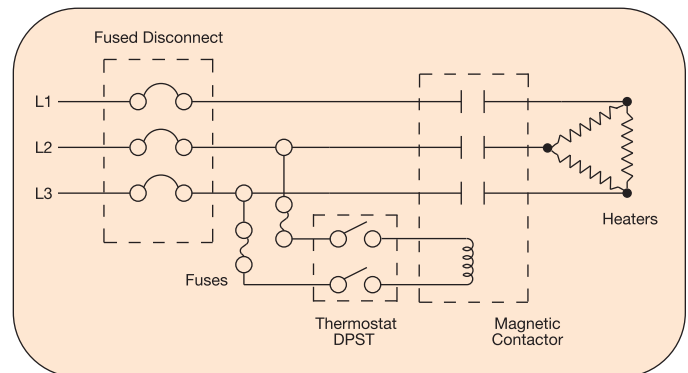 Fused Disconnect
L1
L2
L3
Heaters
Fuses
Thermostat
DPST
Magnetic
Contactor